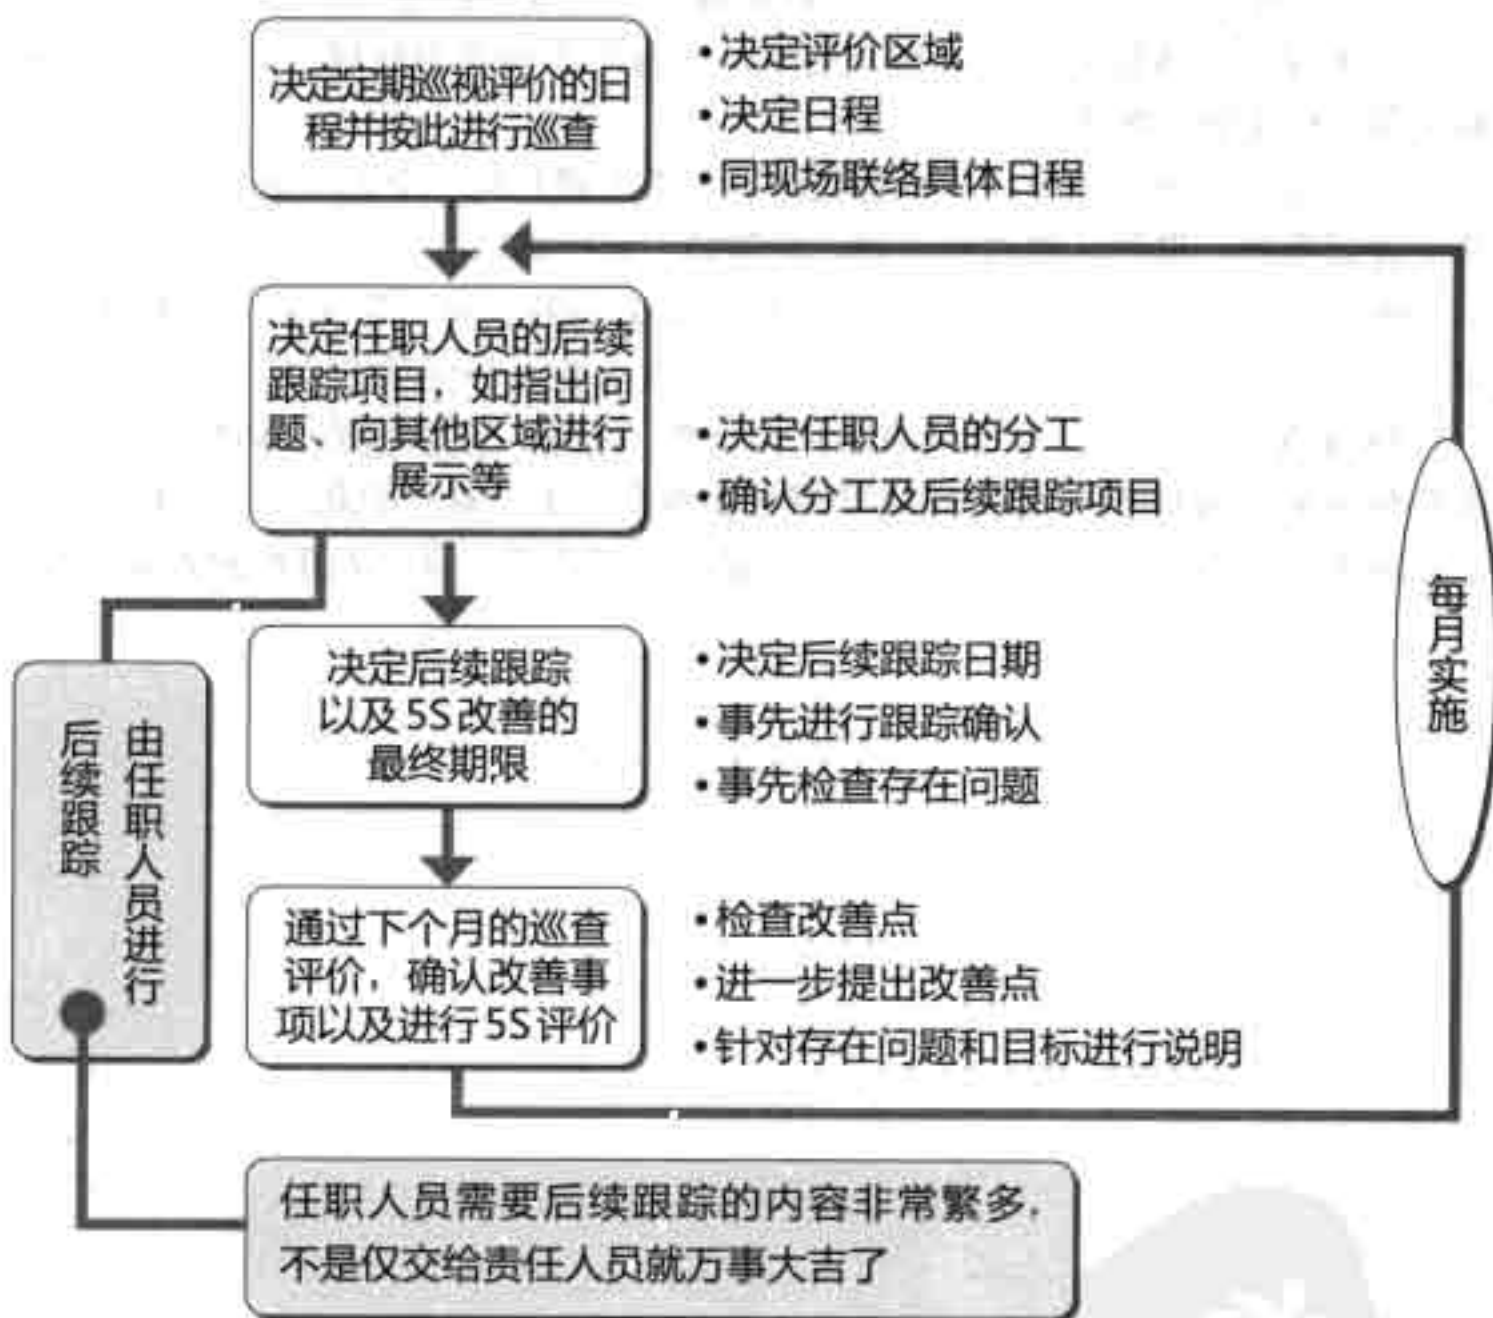 决定定期巡视评价的日
程并按此进行巡查
•决定评价区域
•决定日程
•同现场联络具体日程
决定任职人员的后续
跟踪项目，如指出问
题、向其他区域进行
展示等
•决定任职人员的分工
•确认分工及后续跟踪项目
每月实施
由任职人员进行
后续跟踪
决定后续跟踪
以及5S改善的
最终期限
•决定后续跟踪日期
•事先进行跟踪确认
•事先检查存在问题
通过下个月的巡查
评价，确认改善事
项以及进行5S评价
•检查改善点
•进一步提出改善点
•针对存在问题和目标进行说明
任职人员需要后续跟踪的内容非常繁多，
不是仅交给责任人员就万事大吉了